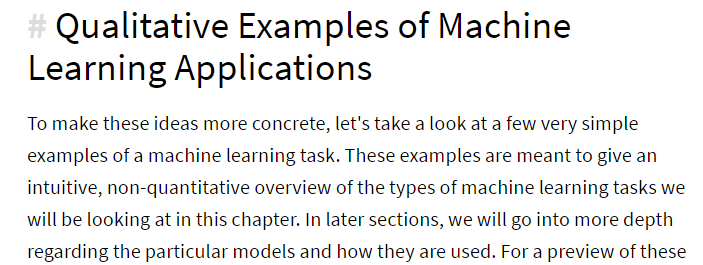 # Qualitative Examples of Machine
Learning Applications
To make these ideas more concrete, let's take a look at a few very simple
examples of a machine learning task. These examples are meant to give an
intuitive, non-quantitative overview of the types of machine learning tasks we
will be looking at in this chapter. In later sections, we will go into more depth
regarding the particular models and how they are used. For a preview of these